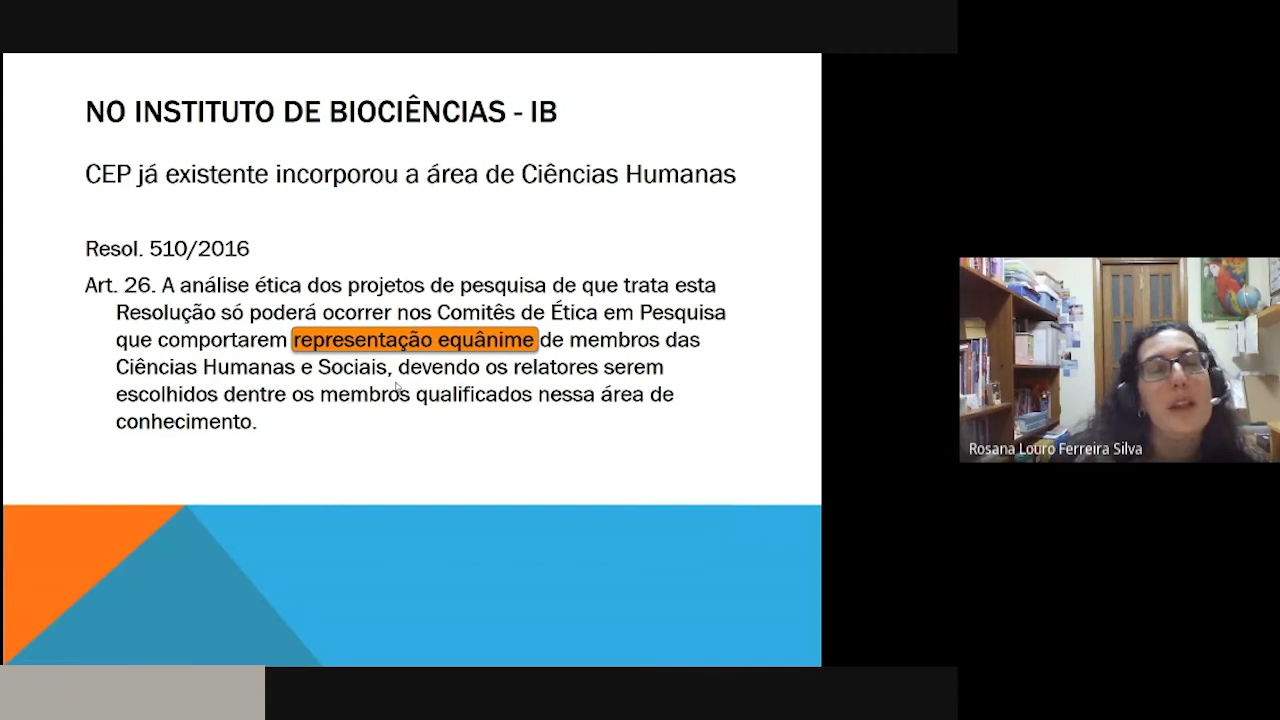 NO INSTITUTO DE BIOCIÊNCIAS - IB
CEP já existente incorporou a área de Ciências Humanas
Resol. 510/2016
Art. 26. A análise ética dos projetos de pesquisa de que trata esta
Resolução só poderá ocorrer nos Comitês de Ética em Pesquisa
que comportarem representação equânime de membros das
Ciências Humanas e Sociais, devendo os relatores serem
escolhidos dentre os membros qualificados nessa área de
conhecimento.
Rosana Louro Ferreira Silva